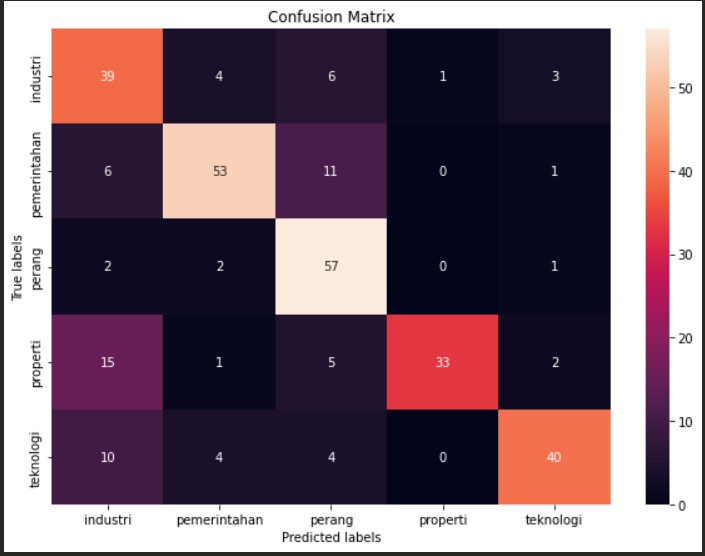 Confusion Matrix
industri
39 4 6 1 3
pemerintahan
6 53 11 0 1
perang
2 2 57 0 1
properti
15 1 5 33 2
teknologi
10 4 4 0 40
True labels
industri pemerintahan perang properti teknologi
Predicted labels
50
40
30
20
10
0